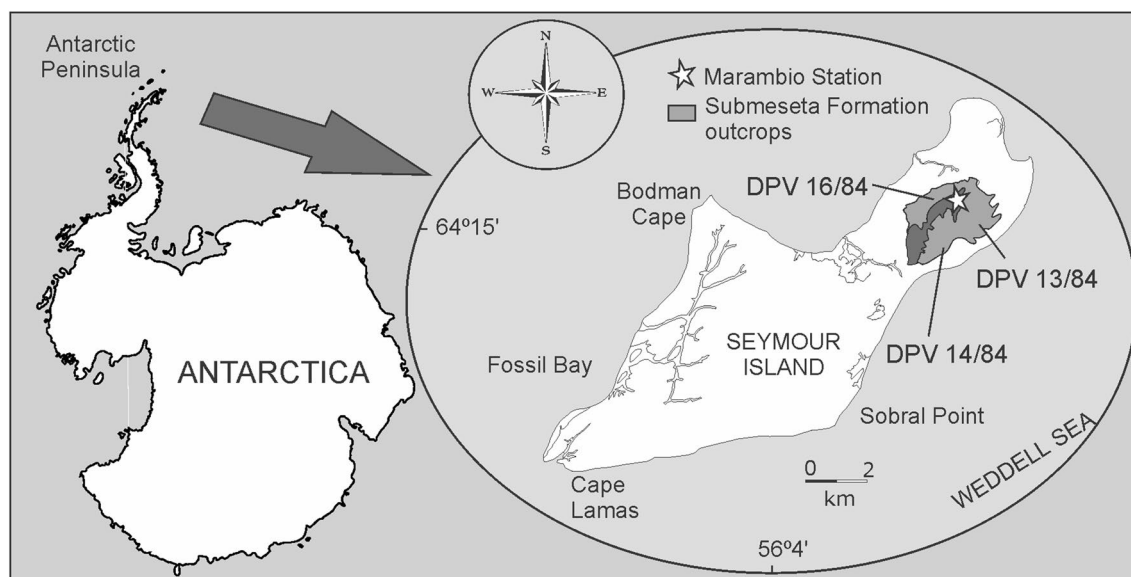 Antarctic
Peninsula
ANTARCTICA
N
W
E
S
Marambio Station
Submeseta Formation
outcrops
Bodman
Cape
DPV 16/84
64º15'
DPV 13/84
DPV 14/84
SEYMOUR
ISLAND
Fossil Bay
Sobral Point
0 2
km
WEDDELL SEA
Cape
Lamas
56º4'